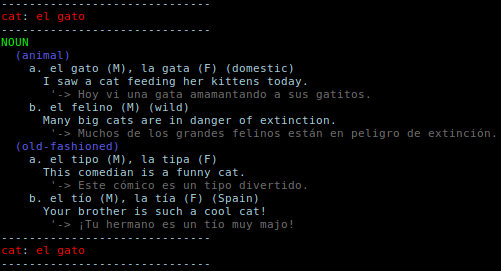 ------------------------------
cat: el gato
------------------------------
NOUN
  (animal)
    a. el gato (M), la gata (F) (domestic)
      I saw a cat feeding her kittens today.
       '-> Hoy vi una gata amamantando a sus gatitos.
    b. el felino (M) (wild)
      Many big cats are in danger of extinction.
       '-> Muchos de los grandes felinos están en peligro de extinción.
  (old-fashioned)
    a. el tipo (M), la tipa (F)
      This comedian is a funny cat.
       '-> Este cómico es un tipo divertido.
    b. el tío (M), la tía (F) (Spain)
      Your brother is such a cool cat!
       '-> ¡Tu hermano es un tío muy majo!
------------------------------
cat: el gato
------------------------------